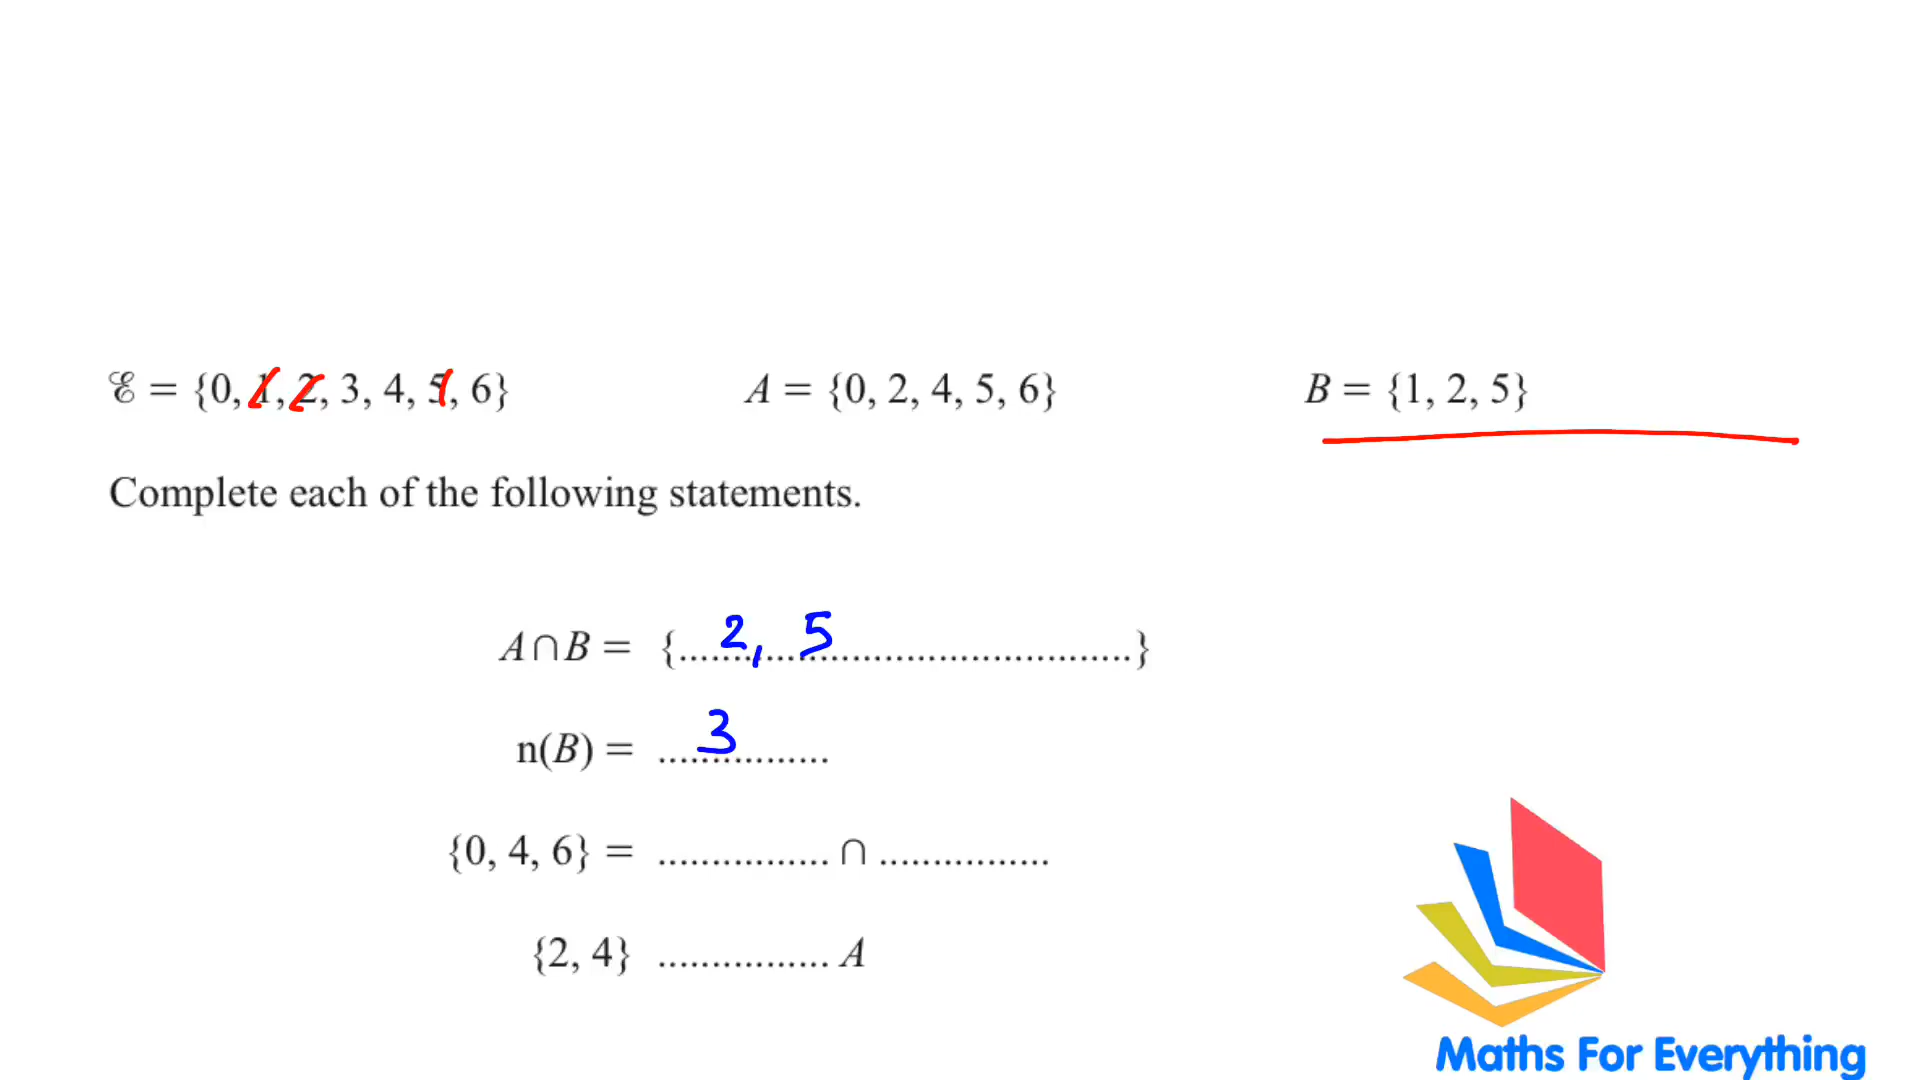 ℰ = {0, 1, 2, 3, 4, 5, 6} A = {0, 2, 4, 5, 6} B = {1, 2, 5}
Complete each of the following statements.
A∩B = {...2, 5...}
n(B) = ...3...
{0, 4, 6} = ................ ∩ ................
{2, 4} ................ A
Maths For Everything